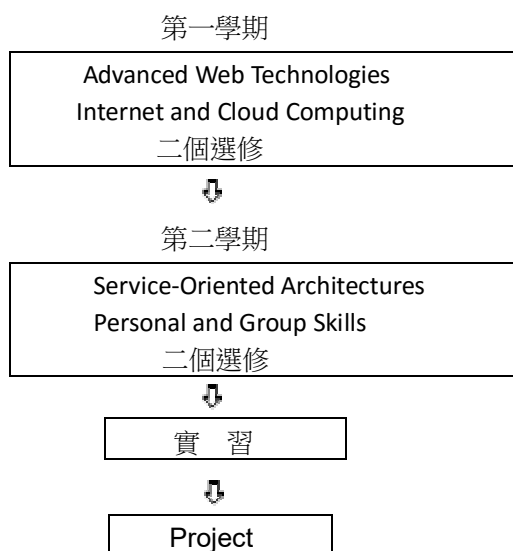 第一學期
Advanced Web Technologies
Internet and Cloud Computing
二個選修
第二學期
Service-Oriented Architectures
Personal and Group Skills
二個選修
實 習
Project